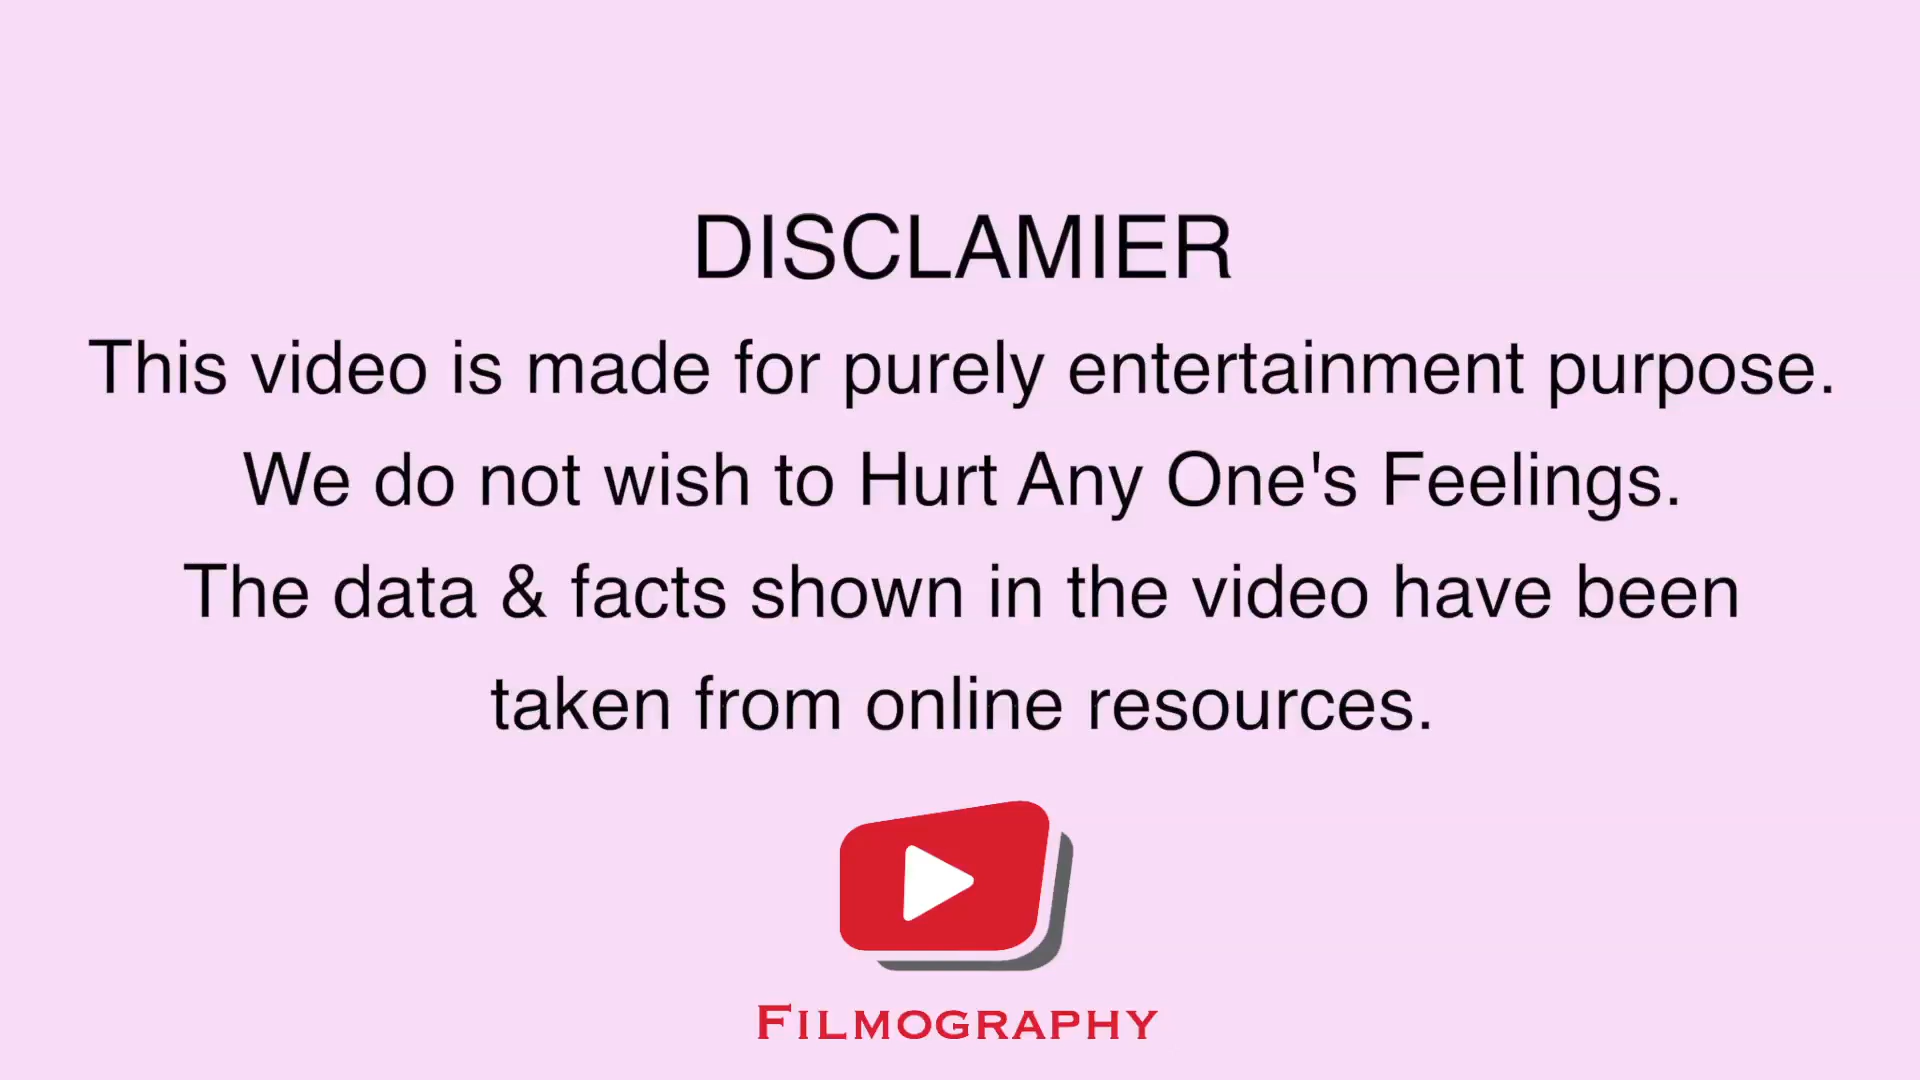 DISCLAMIER
This video is made for purely entertainment purpose.
We do not wish to Hurt Any One's Feelings.
The data & facts shown in the video have been
taken from online resources.
FILMOGRAPHY